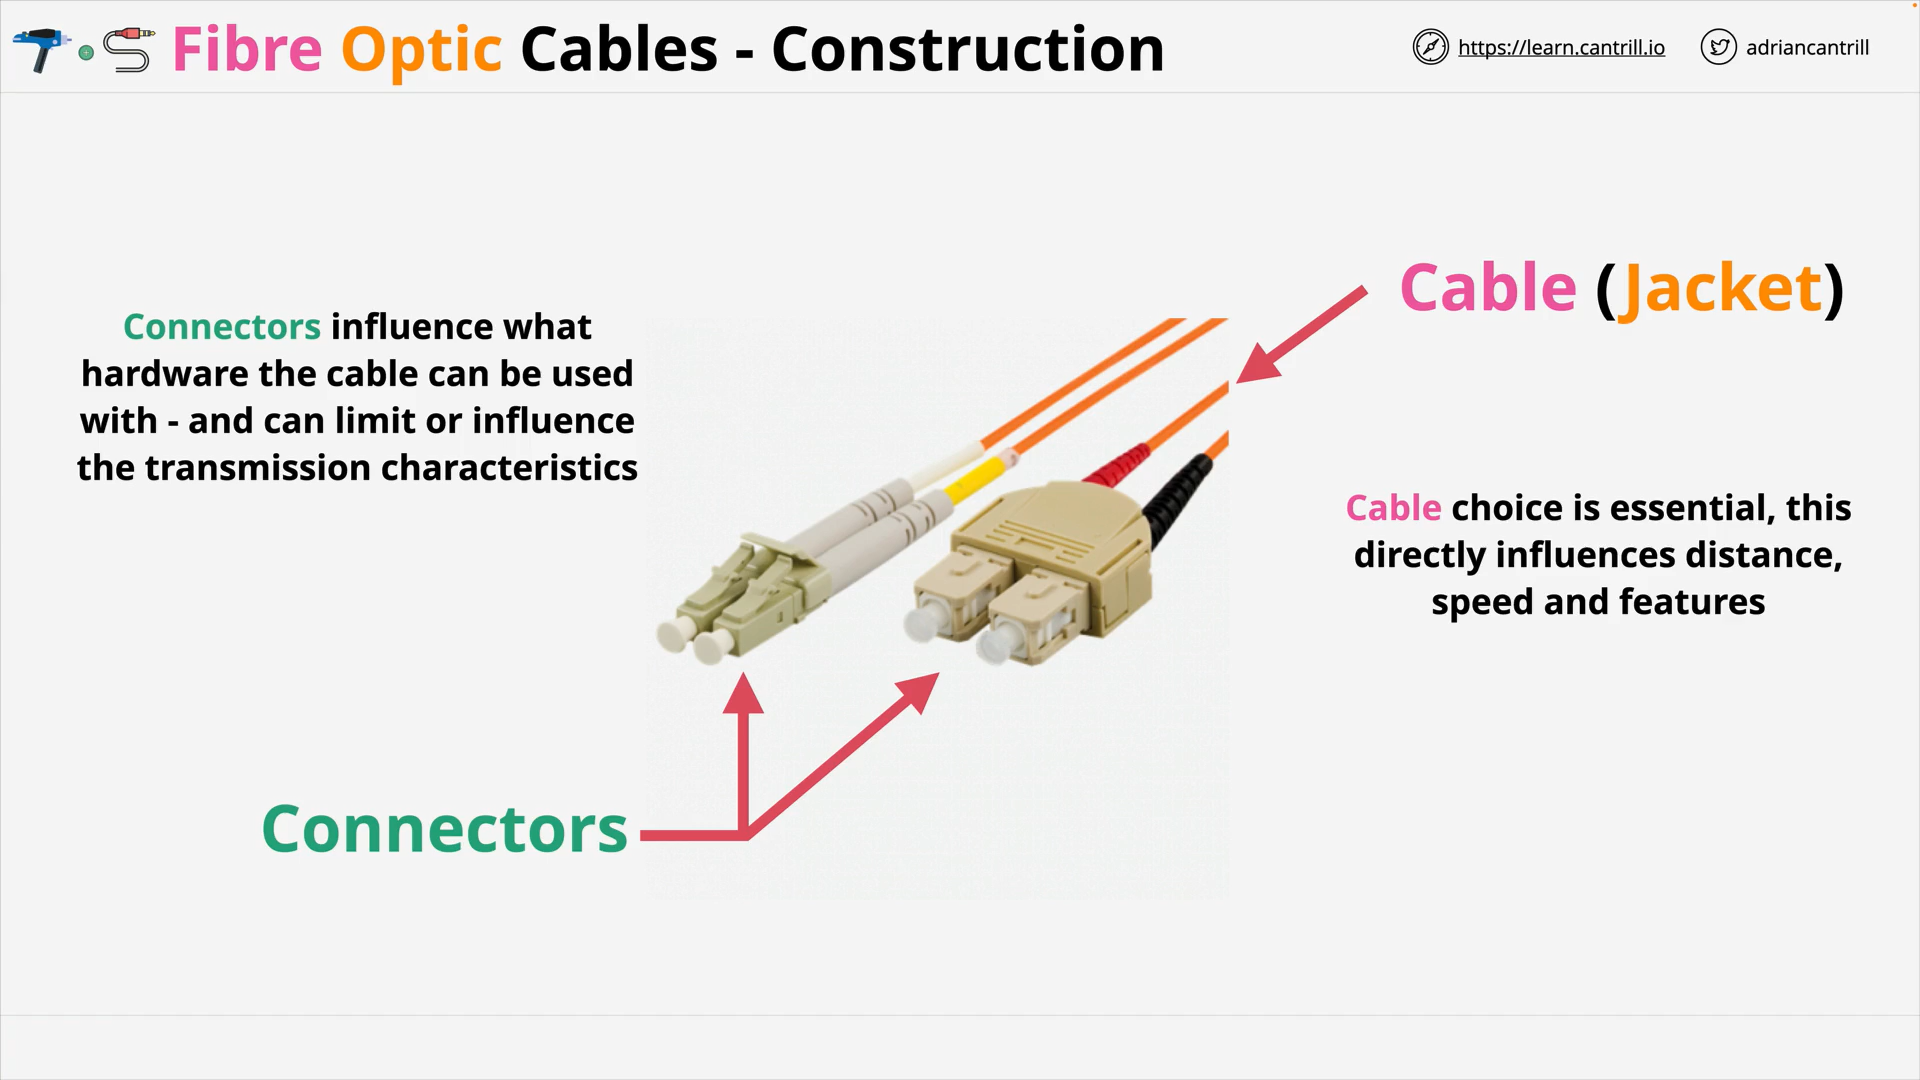 Fibre Optic Cables - Construction
https://learn.cantrill.io
adriancantrill
Cable (Jacket)
Connectors influence what
hardware the cable can be used
with - and can limit or influence
the transmission characteristics
Cable choice is essential, this
directly influences distance,
speed and features
Connectors